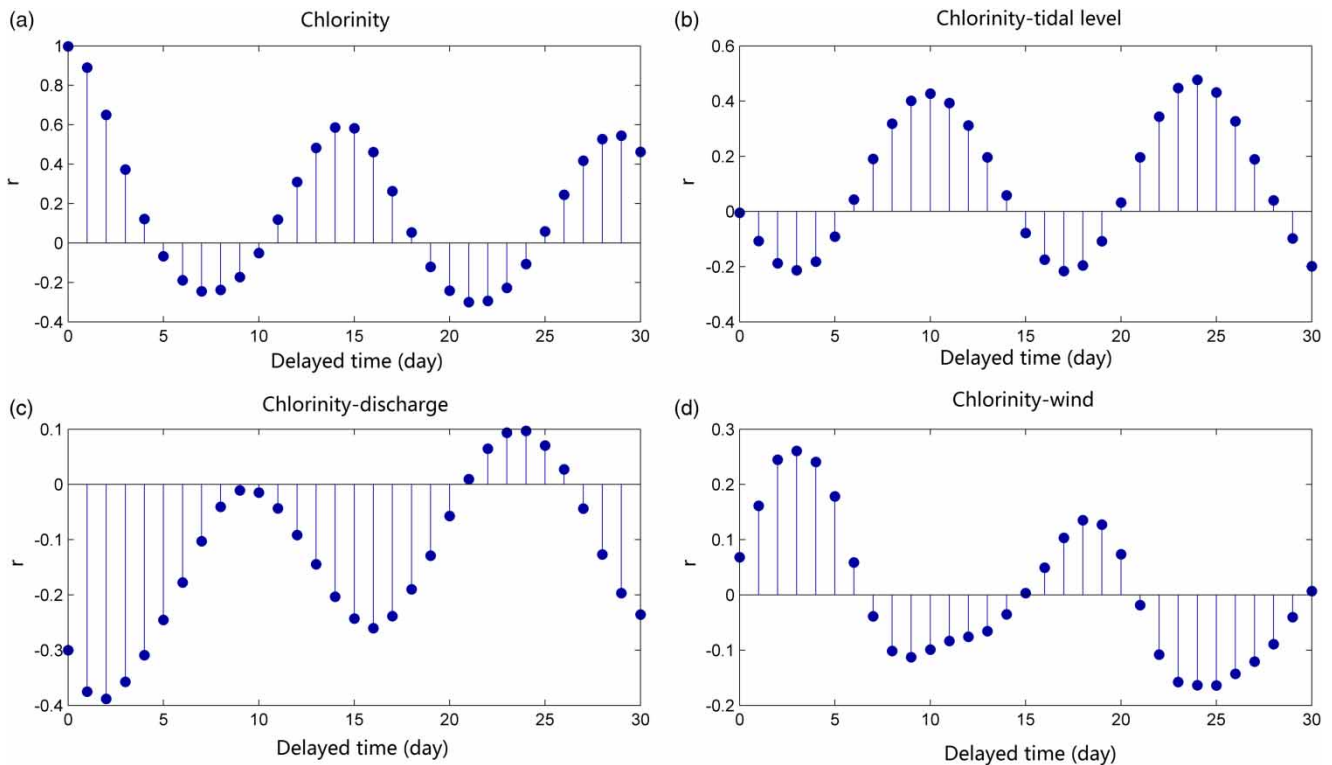 (a)
Chlorinity
1
0.8
0.6
0.4
0.2
0
-0.2
-0.4
r
0 5 10 15 20 25 30
Delayed time (day)
(b)
Chlorinity-tidal level
0.6
0.4
0.2
0
-0.2
-0.4
r
0 5 10 15 20 25 30
Delayed time (day)
(c)
Chlorinity-discharge
0.1
0
-0.1
-0.2
-0.3
-0.4
r
0 5 10 15 20 25 30
Delayed time (day)
(d)
Chlorinity-wind
0.3
0.2
0.1
0
-0.1
-0.2
r
0 5 10 15 20 25 30
Delayed time (day)